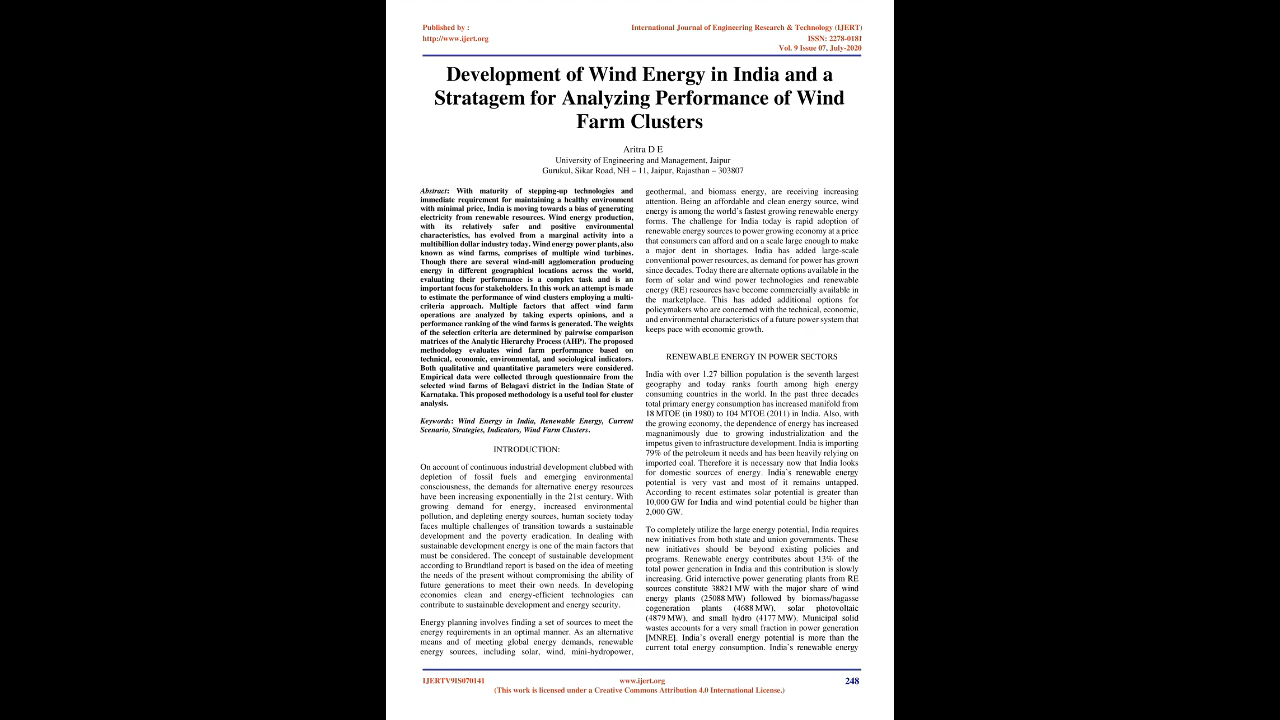 Published by :
http://www.ijert.org
International Journal of Engineering Research & Technology (IJERT)
ISSN: 2278-0181
Vol. 9 Issue 07, July-2020
Development of Wind Energy in India and a
Stratagem for Analyzing Performance of Wind
Farm Clusters
Aritra D E
University of Engineering and Management, Jaipur
Gurukul, Sikar Road, NH – 11, Jaipur, Rajasthan – 303807
Abstract: With maturity of stepping-up technologies and
immediate requirement for maintaining a healthy environment
with minimal price, India is moving towards a bias of generating
electricity from renewable resources. Wind energy production,
with its relatively safer and positive environmental
characteristics, has evolved from a marginal activity into a
multibillion dollar industry today. Wind energy power plants, also
known as wind farms, comprises of multiple wind turbines.
Though there are several wind-mill agglomeration producing
energy in different geographical locations across the world,
evaluating their performance is a complex task and is an
important focus for stakeholders. In this work an attempt is made
to estimate the performance of wind clusters employing a multi-
criteria approach. Multiple factors that affect wind farm
operations are analyzed by taking experts opinions, and a
performance ranking of the wind farms is generated. The weights
of the selection criteria are determined by pairwise comparison
matrices of the Analytic Hierarchy Process (AHP). The proposed
methodology evaluates wind farm performance based on
technical, economic, environmental, and sociological indicators.
Both qualitative and quantitative parameters were considered.
Empirical data were collected through questionnaire from the
selected wind farms of Belagavi district in the Indian State of
Karnataka. This proposed methodology is a useful tool for cluster
analysis.
Keywords: Wind Energy in India, Renewable Energy, Current
Scenario, Strategies, Indicators, Wind Farm Clusters.
INTRODUCTION:
On account of continuous industrial development clubbed with
depletion of fossil fuels and emerging environmental
consciousness, the demands for alternative energy resources
have been increasing exponentially in the 21st century. With
growing demand for energy, increased environmental
pollution, and depleting energy sources, human society today
faces multiple challenges of transition towards a sustainable
development and the poverty eradication. In dealing with
sustainable development energy is one of the main factors that
must be considered. The concept of sustainable development
according to Brundtland report is based on the idea of meeting
the needs of the present without compromising the ability of
future generations to meet their own needs. In developing
economies clean and energy-efficient technologies can
contribute to sustainable development and energy security.
Energy planning involves finding a set of sources to meet the
energy requirements in an optimal manner. As an alternative
means and of meeting global energy demands, renewable
energy sources, including solar, wind, mini-hydropower,
geothermal, and biomass energy, are receiving increasing
attention. Being an affordable and clean energy source, wind
energy is among the world's fastest growing renewable energy
forms. The challenge for India today is rapid adoption of
renewable energy sources to power growing economy at a price
that consumers can afford and on a scale large enough to make
a major dent in shortages. India has added large-scale
conventional power resources, as demand for power has grown
since decades. Today there are alternate options available in the
form of solar and wind power technologies and renewable
energy (RE) resources have become commercially available in
the marketplace. This has added additional options for
policymakers who are concerned with the technical, economic,
and environmental characteristics of a future power system that
keeps pace with economic growth.
RENEWABLE ENERGY IN POWER SECTORS
India with over 1.27 billion population is the seventh largest
geography and today ranks fourth among high energy
consuming countries in the world. In the past three decades
total primary energy consumption has increased manifold from
18 MTOE (in 1980) to 104 MTOE (2011) in India. Also, with
the growing economy, the dependence of energy has increased
magnanimously due to growing industrialization and the
impetus given to infrastructure development. India is importing
79% of the petroleum it needs and has been heavily relying on
imported coal. Therefore it is necessary now that India looks
for domestic sources of energy. India's renewable energy
potential is very vast and most of it remains untapped.
According to recent estimates solar potential is greater than
10,000 GW for India and wind potential could be higher than
2,000 GW.
To completely utilize the large energy potential, India requires
new initiatives from both state and union governments. These
new initiatives should be beyond existing policies and
programs. Renewable energy contributes about 13% of the
total power generation in India and this contribution is slowly
increasing. Grid interactive power generating plants from RE
sources constitute 38821 MW with the major share of wind
energy plants (25088 MW) followed by biomass/bagasse
cogeneration plants (4688 MW), solar photovoltaic
(4879 MW), and small hydro (4177 MW). Municipal solid
wastes accounts for a very small fraction in power generation
[MNRE]. India's overall energy potential is more than the
current total energy consumption. India's renewable energy
IJERTV9IS070141
www.ijert.org
248
(This work is licensed under a Creative Commons Attribution 4.0 International License.)